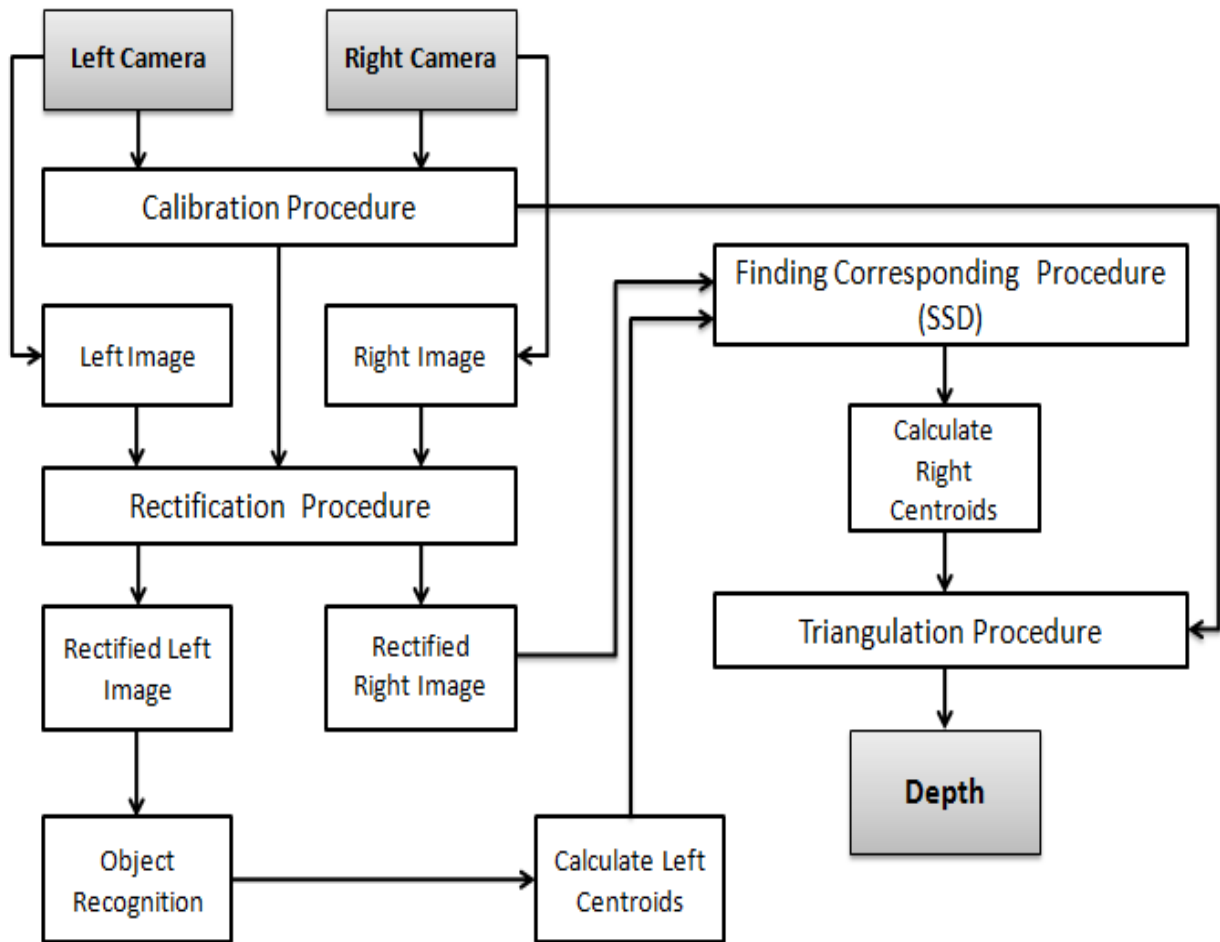 Left Camera
Right Camera
Calibration Procedure
Left Image
Right Image
Rectification Procedure
Rectified Left
Image
Rectified
Right Image
Object
Recognition
Calculate Left
Centroids
Finding Corresponding Procedure
(SSD)
Calculate
Right
Centroids
Triangulation Procedure
Depth